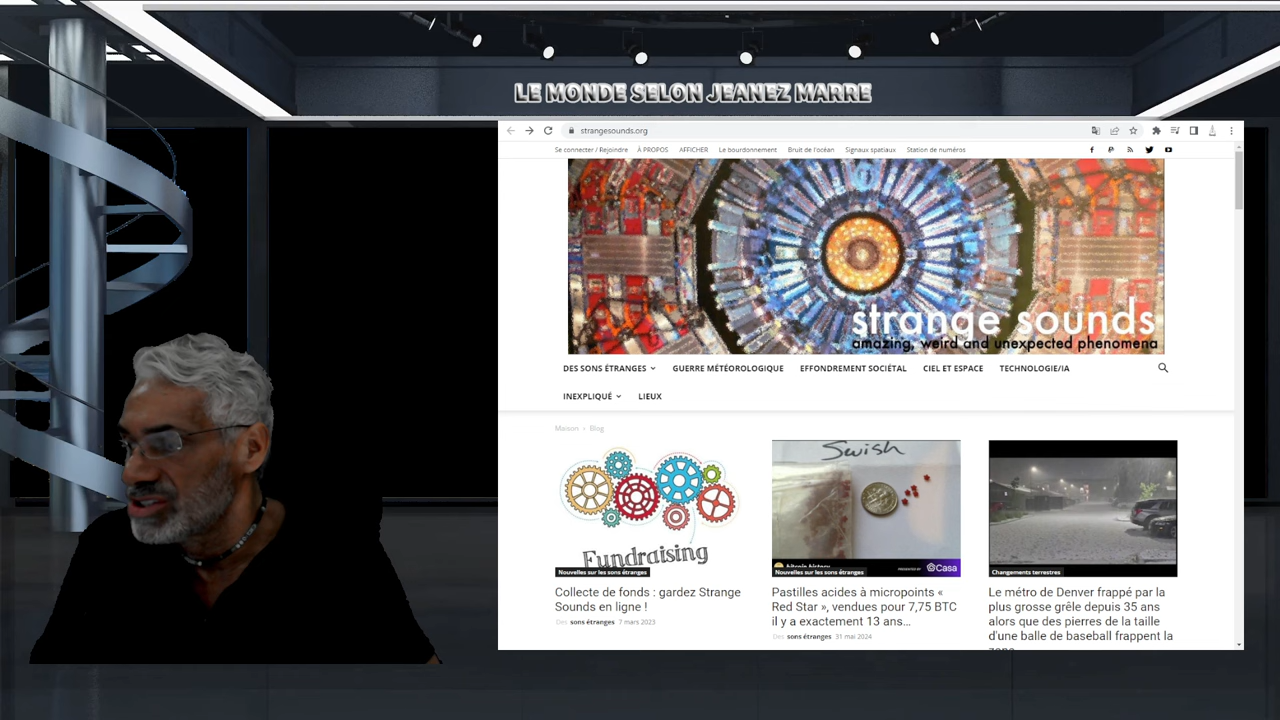 LE MONDE SELON JEANEZ MARRE
strangesounds.org
Se connecter / Rejoindre À PROPOS AFFICHER Le bourdonnement Bruit de l'océan Signaux spatiaux Station de numéros
strange sounds
amazing, weird and unexpected phenomena
DES SONS ÉTRANGES GUERRE MÉTÉOROLOGIQUE EFFONDREMENT SOCIÉTAL CIEL ET ESPACE TECHNOLOGIE/IA
INEXPLIQUÉ LIEUX
Maison › Blog
Fundraising
Nouvelles sur les sons étranges
Collecte de fonds : gardez Strange
Sounds en ligne !
Des sons étranges 7 mars 2023
Swish
PRESENTED BY Casa
Nouvelles sur les sons étranges
Pastilles acides à micropoints «
Red Star », vendues pour 7,75 BTC
il y a exactement 13 ans…
Des sons étranges 31 mai 2024
Changements terrestres
Le métro de Denver frappé par la
plus grosse grêle depuis 35 ans
alors que des pierres de la taille
d'une balle de baseball frappent la